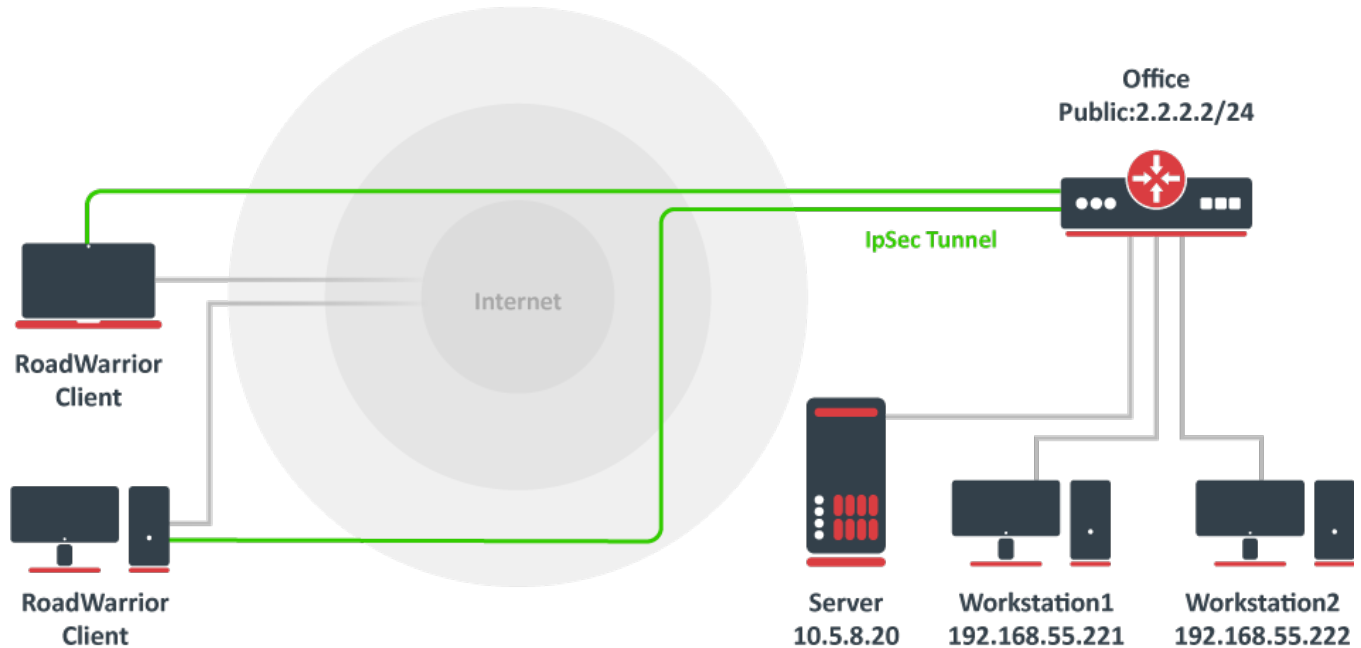 Office
Public:2.2.2.2/24
IpSec Tunnel
Internet
RoadWarrior
Client
RoadWarrior
Client
Server
10.5.8.20
Workstation1
192.168.55.221
Workstation2
192.168.55.222